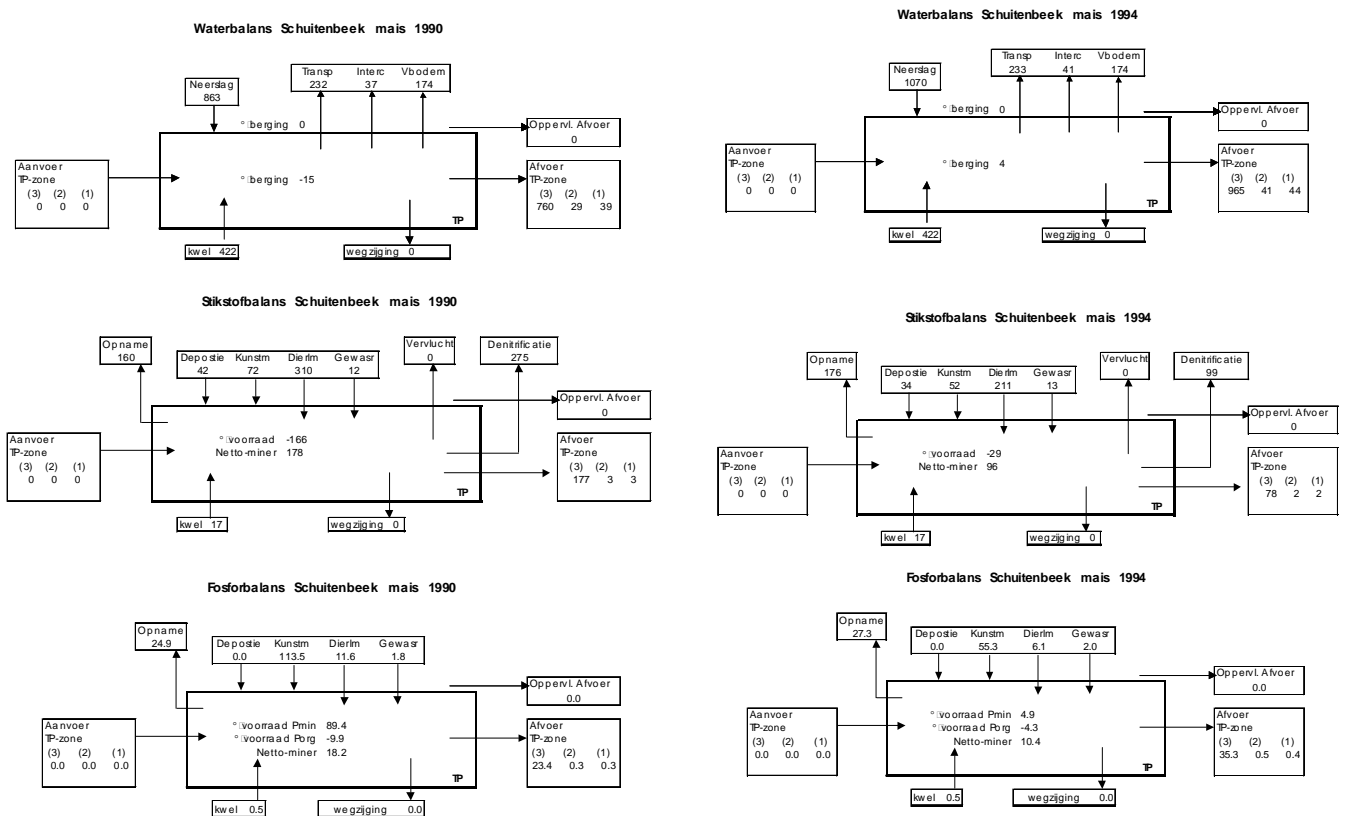 Waterbalans Schuitenbeek mais 1990
Transp Interc Vbodem
232 37 174
Neerslag
863
berging 0
Oppervl. Afvoer
0
Aanvoer
TP-zone
(3) (2) (1)
0 0 0
berging -15
Afvoer
TP-zone
(3) (2) (1)
760 29 39
TP
kwel 422
wegzijging 0
Waterbalans Schuitenbeek mais 1994
Transp Interc Vbodem
233 41 174
Neerslag
1070
berging 0
Oppervl. Afvoer
0
Aanvoer
TP-zone
(3) (2) (1)
0 0 0
berging 4
Afvoer
TP-zone
(3) (2) (1)
965 41 44
TP
kwel 422
wegzijging 0
Stikstofbalans Schuitenbeek mais 1990
Opname
160
Depostie Kunstm Dierlm Gewasr
42 72 310 12
Vervlucht
0
Denitrificatie
275
Oppervl. Afvoer
0
Aanvoer
TP-zone
(3) (2) (1)
0 0 0
voorraad -166
Netto-miner 178
Afvoer
TP-zone
(3) (2) (1)
177 3 3
TP
kwel 17
wegzijging 0
Stikstofbalans Schuitenbeek mais 1994
Opname
176
Depostie Kunstm Dierlm Gewasr
34 52 211 13
Vervlucht
0
Denitrificatie
99
Oppervl. Afvoer
0
Aanvoer
TP-zone
(3) (2) (1)
0 0 0
voorraad -29
Netto-miner 96
Afvoer
TP-zone
(3) (2) (1)
78 2 2
TP
kwel 17
wegzijging 0
Fosforbalans Schuitenbeek mais 1990
Opname
24.9
Depostie Kunstm Dierlm Gewasr
0.0 113.5 11.6 1.8
Oppervl. Afvoer
0.0
Aanvoer
TP-zone
(3) (2) (1)
0.0 0.0 0.0
voorraad Pmin 89.4
voorraad Porg -9.9
Netto-miner 18.2
Afvoer
TP-zone
(3) (2) (1)
23.4 0.3 0.3
TP
kwel 0.5
wegzijging 0.0
Fosforbalans Schuitenbeek mais 1994
Opname
27.3
Depostie Kunstm Dierlm Gewasr
0.0 55.3 6.1 2.0
Oppervl. Afvoer
0.0
Aanvoer
TP-zone
(3) (2) (1)
0.0 0.0 0.0
voorraad Pmin 4.9
voorraad Porg -4.3
Netto-miner 10.4
Afvoer
TP-zone
(3) (2) (1)
35.3 0.5 0.4
TP
kwel 0.5
wegzijging 0.0